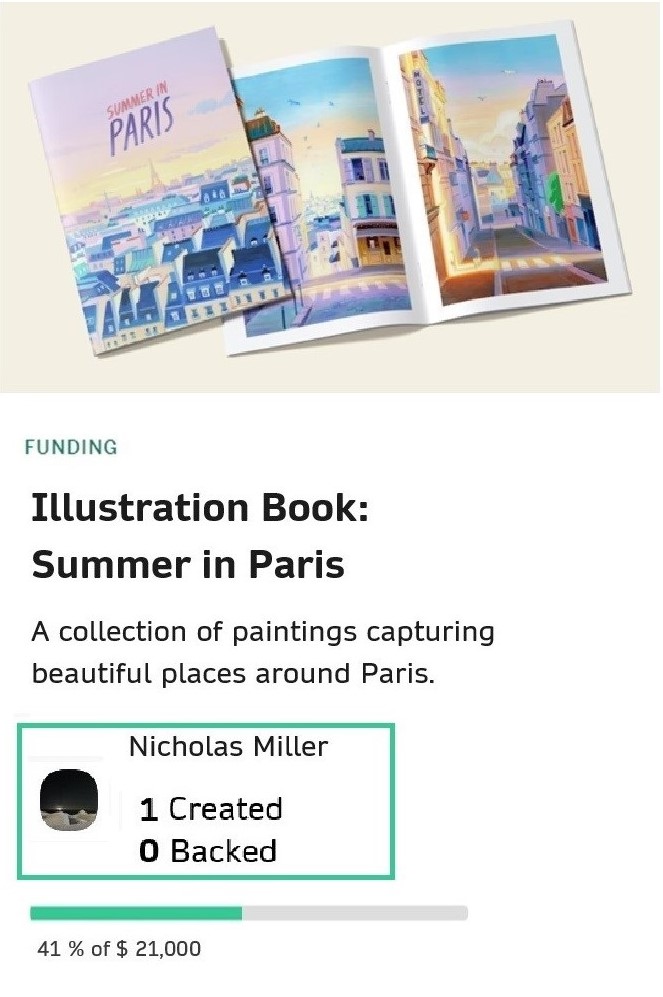 SUMMER IN
PARIS
HOTEL
FUNDING
Illustration Book:
Summer in Paris
A collection of paintings capturing
beautiful places around Paris.
Nicholas Miller
1 Created
0 Backed
41 % of $ 21,000